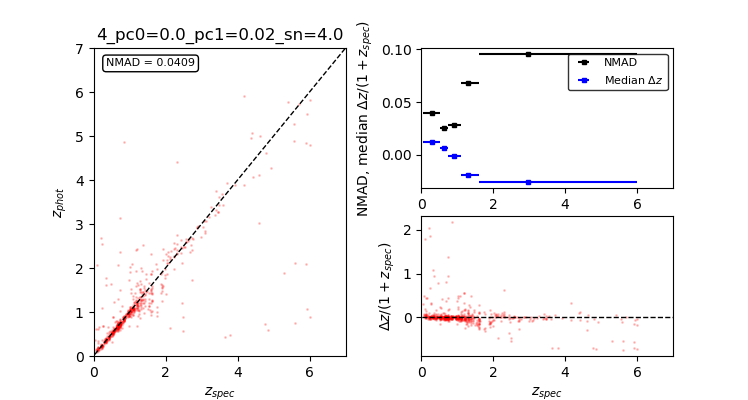 4_pc0=0.0_pc1=0.02_sn=4.0
NMAD = 0.0409
7
6
5
4
3
2
1
0
z_phot
0 2 4 6
z_spec
NMAD, median Δz/(1 + z_spec)
0.10
0.05
0.00
NMAD
Median Δz
0 2 4 6
Δz/(1 + z_spec)
2
1
0
0 2 4 6
z_spec